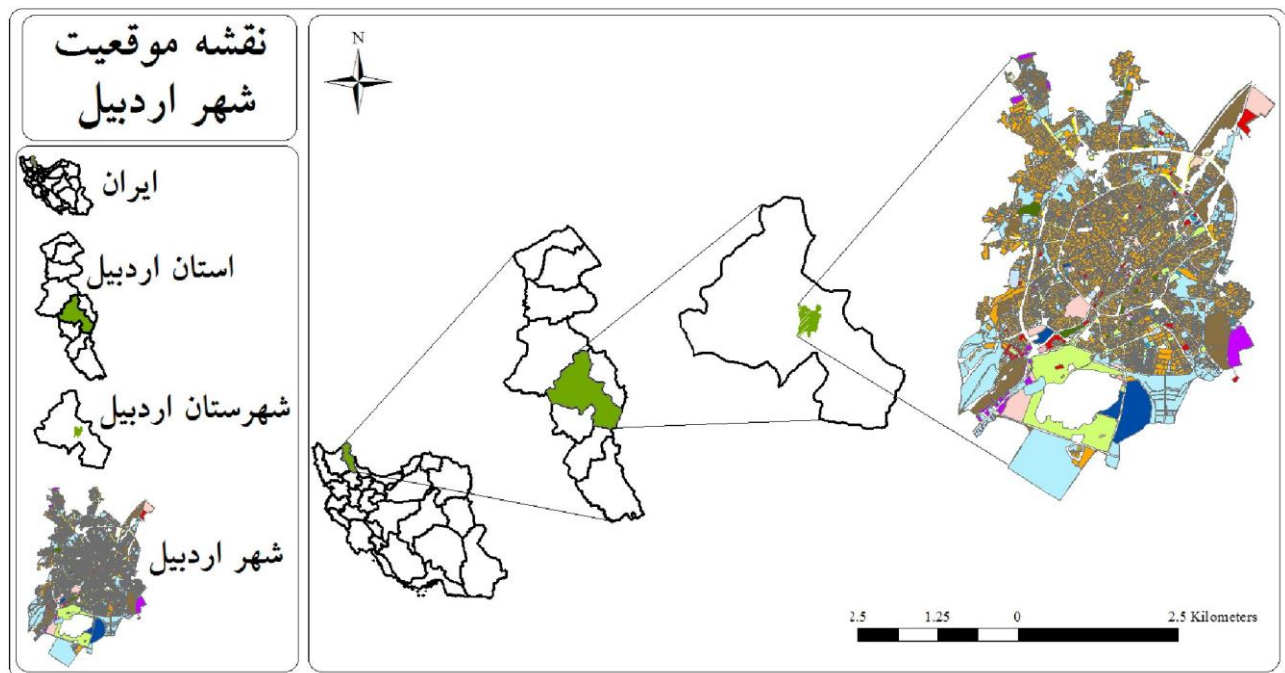 نقشه موقعیت
شهر اردبیل
ایران
استان اردبیل
شهرستان اردبیل
شهر اردبیل
N
2.5 1.25 0 2.5 Kilometers